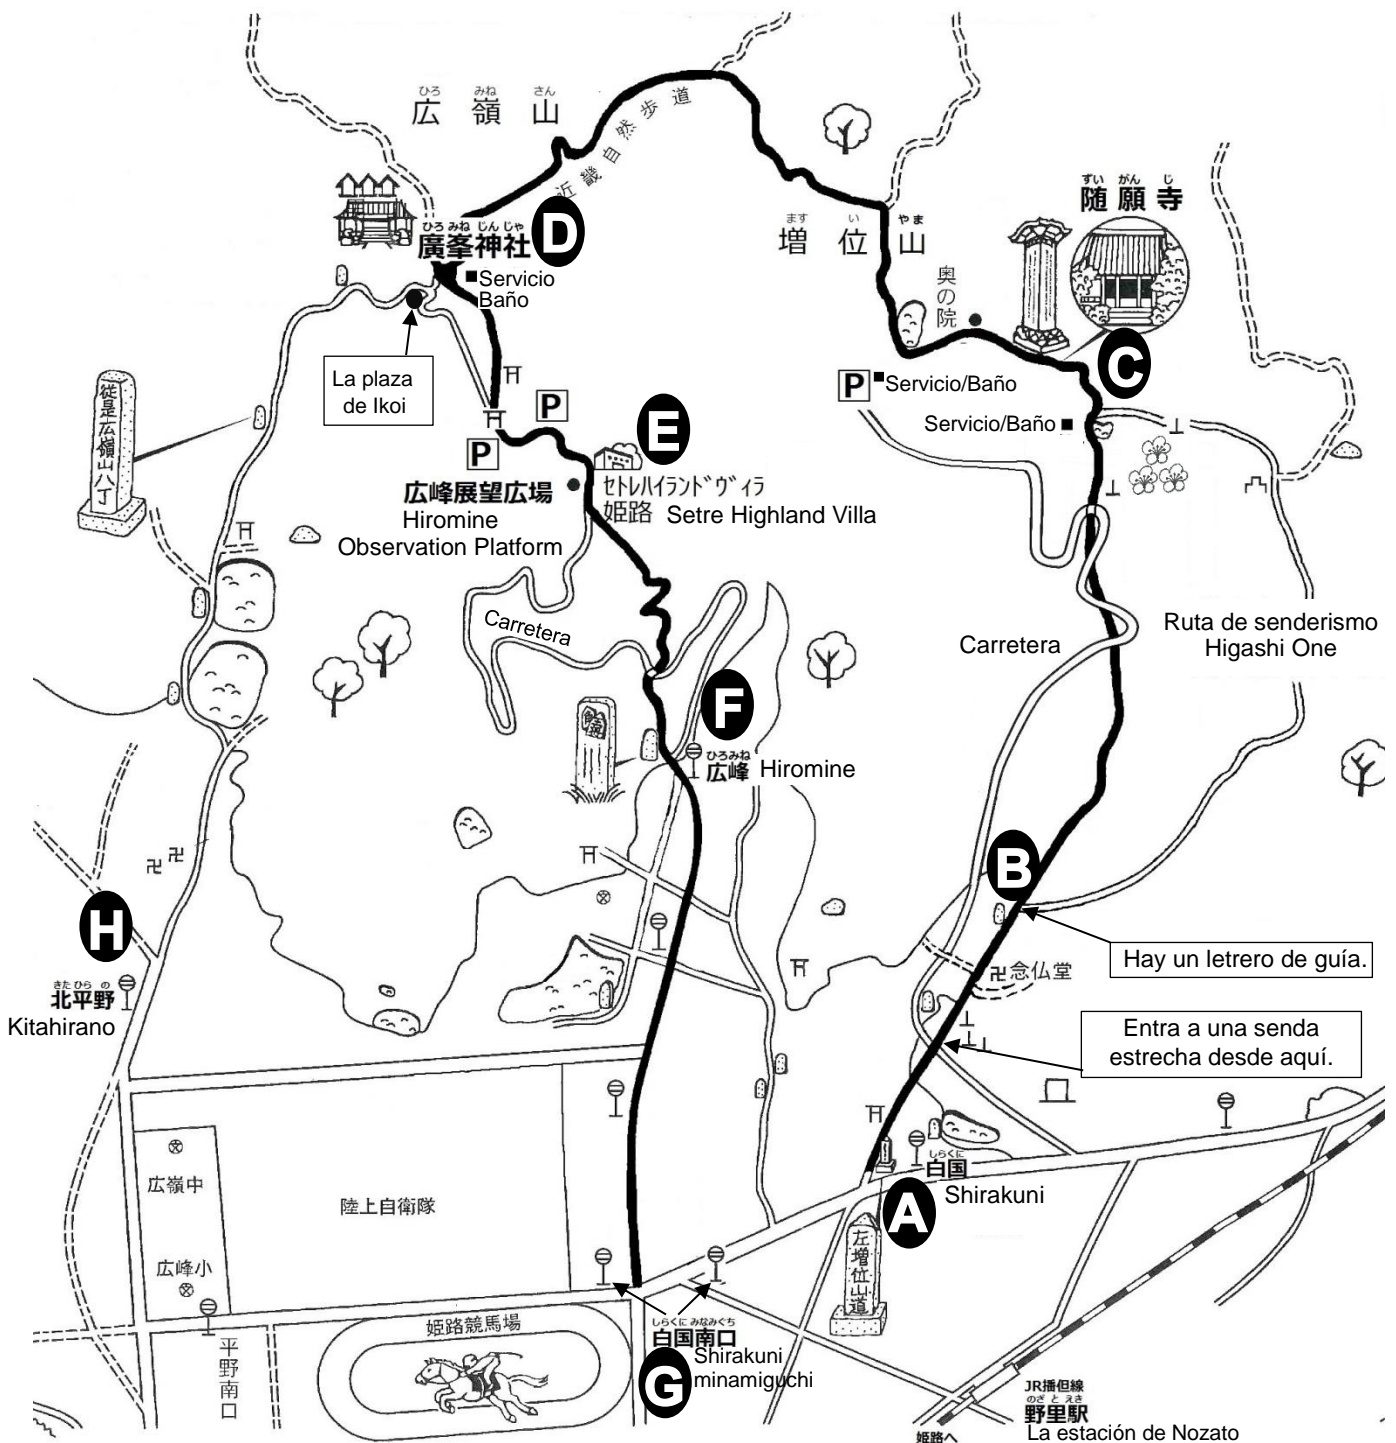 ひろ みね さん
広嶺山
近畿自然歩道
ひろ みね じん じゃ
廣峯神社
D
Servicio
Baño
La plaza
de Ikoi
従是広嶺山八丁
P
P
E
広峰展望広場
Hiromine
Observation Platform
セトレハイランドヴィラ
姫路 Setre Highland Villa
ます い やま
増位山
奥の院
ずい がん じ
随願寺
C
P
Servicio/Baño
Servicio/Baño
Carretera
Carretera
Ruta de senderismo
Higashi One
F
ひろみね
広峰 Hiromine
B
Hay un letrero de guía.
卍 念仏堂
Entra a una senda
estrecha desde aquí.
卍 卍
H
きた ひら の
北平野
Kitahirano
広嶺中
広峰小
陸上自衛隊
平野南口
姫路競馬場
しらくに
白国
Shirakuni
A
左増位山道
しらくに みなみぐち
白国南口
Shirakuni
minamiguchi
G
JR播但線
のざと えき
野里駅
La estación de Nozato
姫路へ